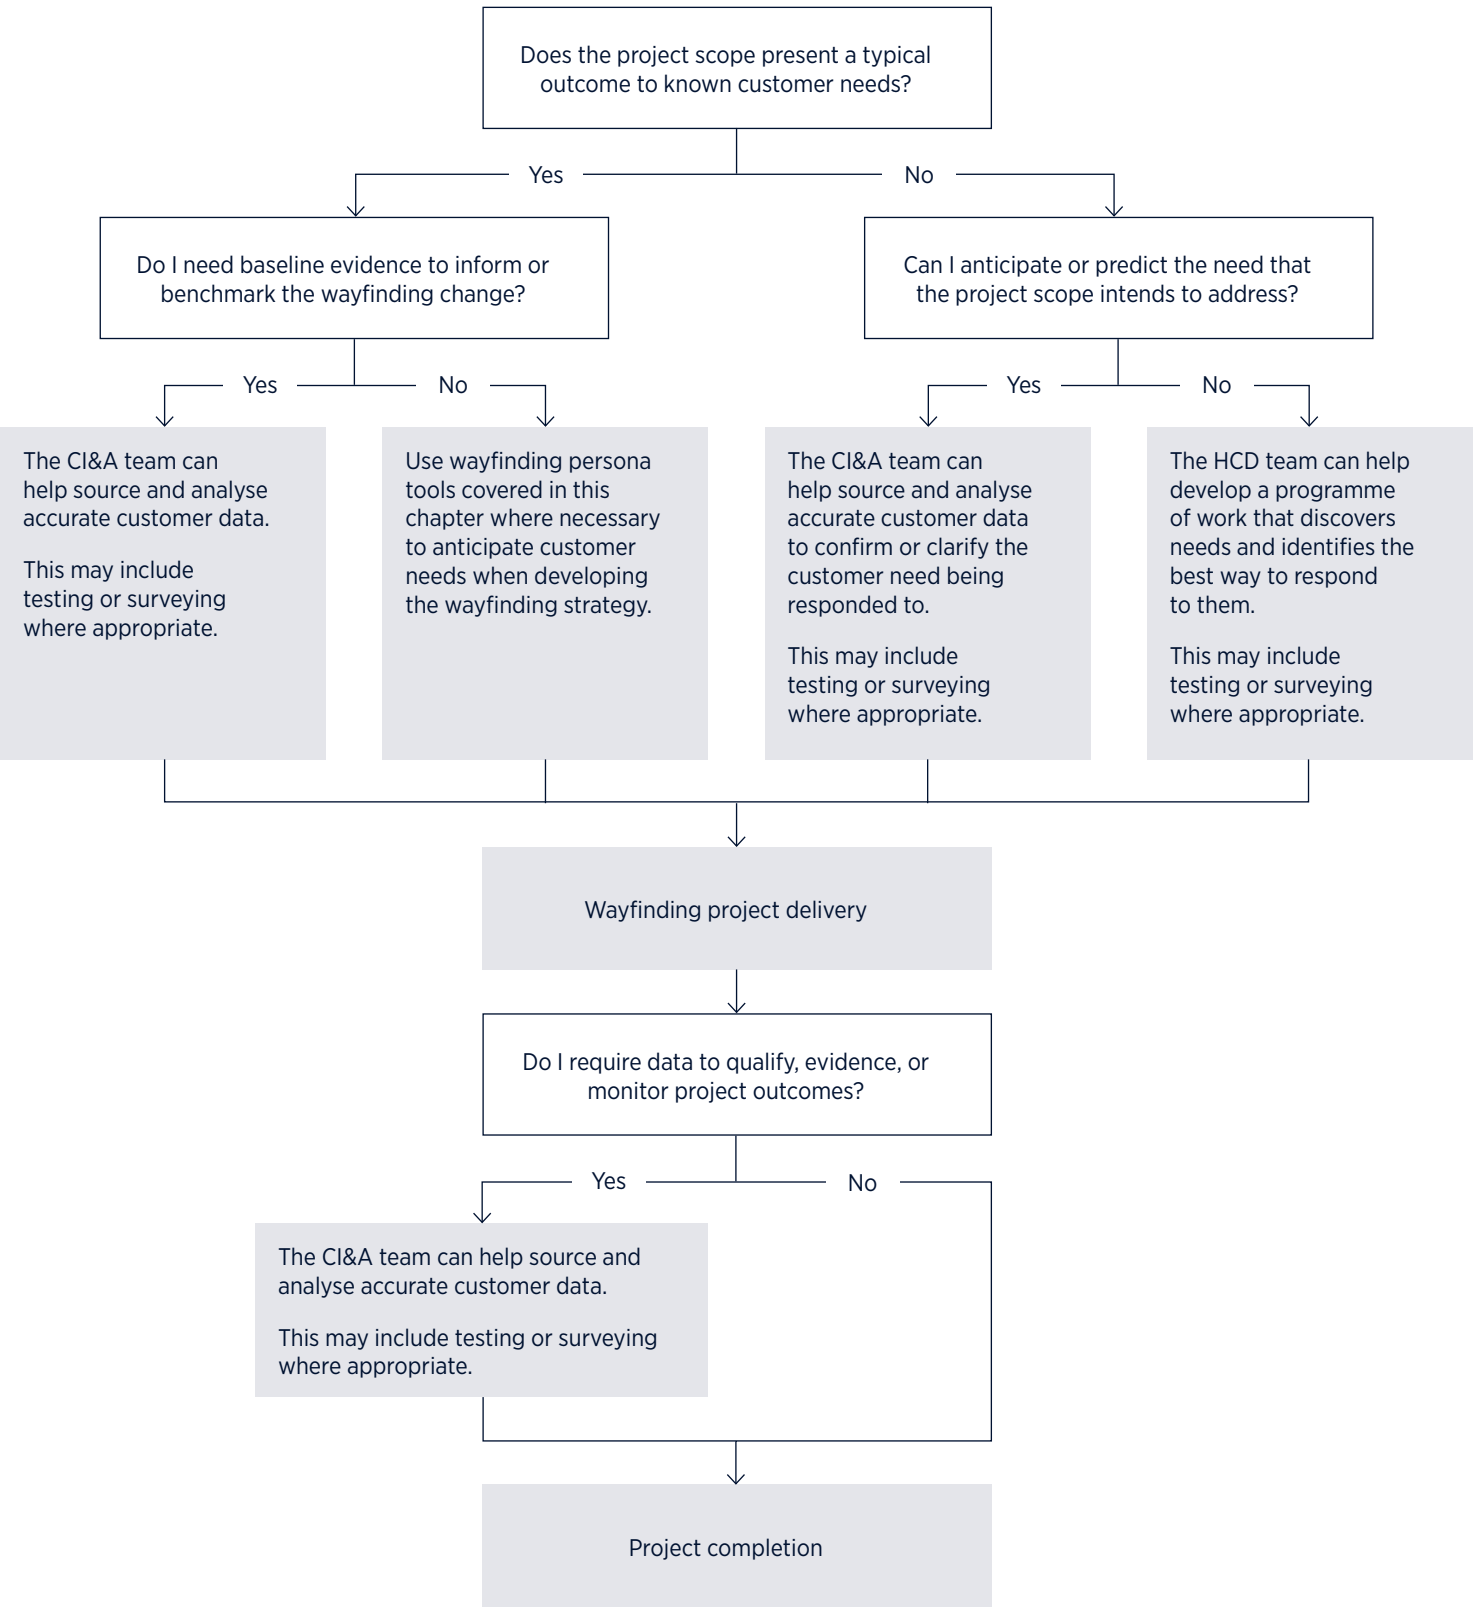 Does the project scope present a typical
outcome to known customer needs?
Yes
No
Do I need baseline evidence to inform or
benchmark the wayfinding change?
Can I anticipate or predict the need that
the project scope intends to address?
Yes
No
Yes
No
The CI&A team can
help source and analyse
accurate customer data.
This may include
testing or surveying
where appropriate.
Use wayfinding persona
tools covered in this
chapter where necessary
to anticipate customer
needs when developing
the wayfinding strategy.
The CI&A team can
help source and analyse
accurate customer data
to confirm or clarify the
customer need being
responded to.
This may include
testing or surveying
where appropriate.
The HCD team can help
develop a programme
of work that discovers
needs and identifies the
best way to respond
to them.
This may include
testing or surveying
where appropriate.
Wayfinding project delivery
Do I require data to qualify, evidence, or
monitor project outcomes?
Yes
No
The CI&A team can help source and
analyse accurate customer data.
This may include testing or surveying
where appropriate.
Project completion